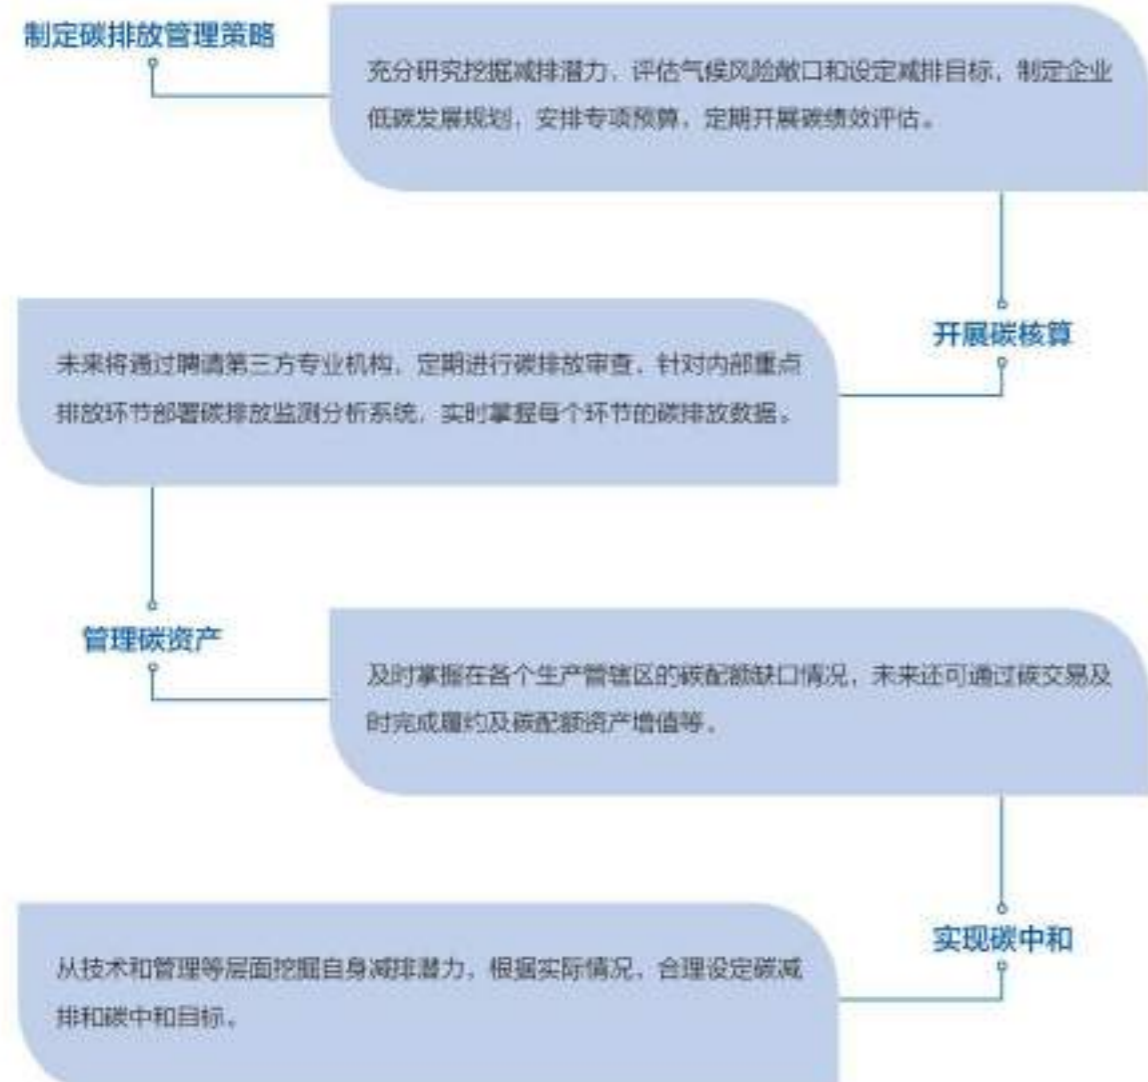 制定碳排放管理策略
充分研究挖掘减排潜力，评估气候风险敞口和设定减排目标，制定企业
低碳发展规划，安排专项预算，定期开展碳绩效评估。
开展碳核算
未来将通过聘请第三方专业机构，定期进行碳排放审查，针对内部重点
排放环节部署碳排放监测分析系统，实时掌握每个环节的碳排放数据。
管理碳资产
及时掌握在各个生产管辖区的碳配额缺口情况，未来还可通过碳交易及
时完成履约及碳配额资产增值等。
实现碳中和
从技术和管理等层面挖掘自身减排潜力，根据实际情况，合理设定碳减
排和碳中和目标。